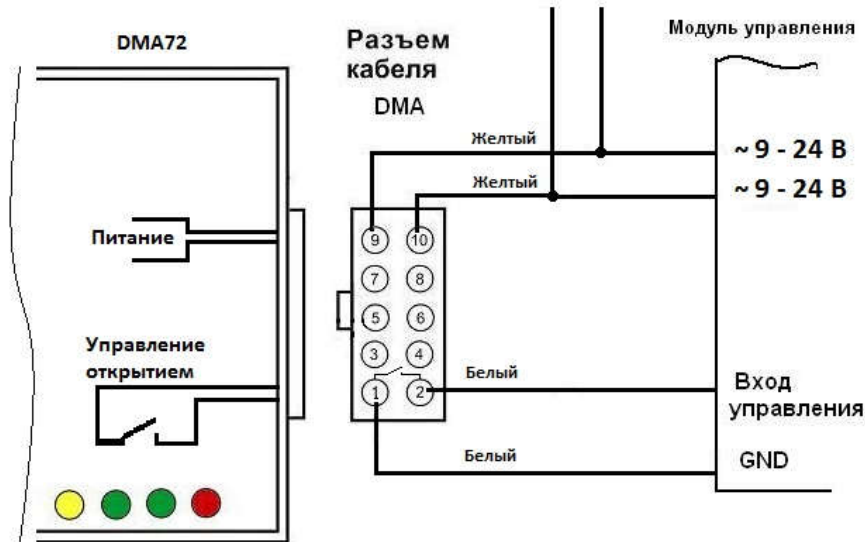 DMA72
Разъем
кабеля
DMA
Модуль управления
Желтый
~ 9 - 24 В
Желтый
~ 9 - 24 В
Питание
9
10
7
8
5
6
3
4
1
2
Управление
открытием
Белый
Вход
управления
Белый
GND